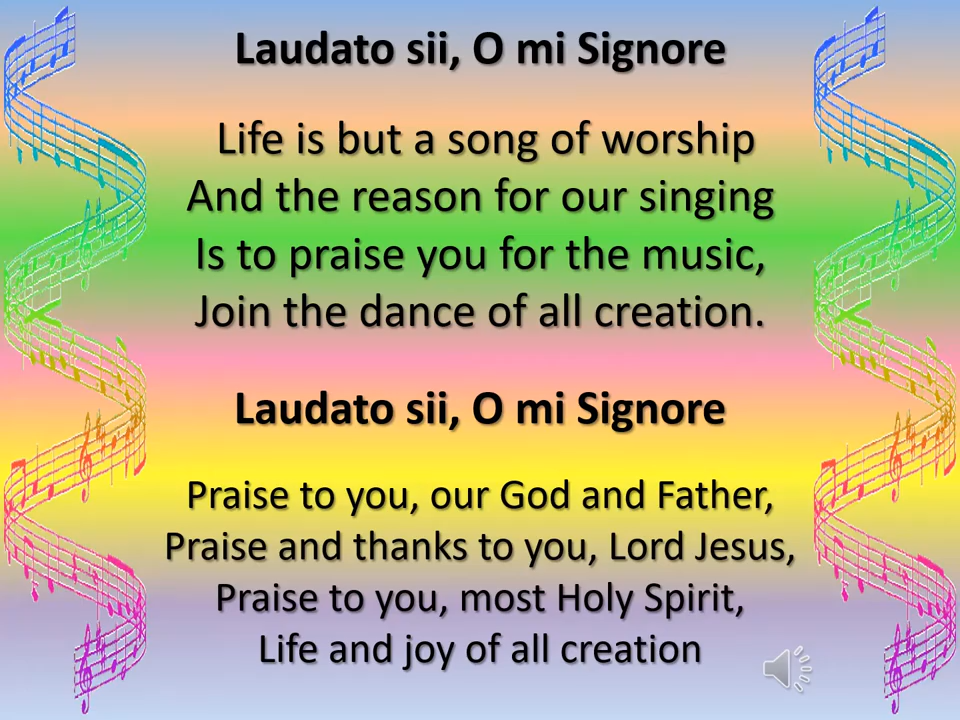 Laudato sii, O mi Signore
Life is but a song of worship
And the reason for our singing
Is to praise you for the music,
Join the dance of all creation.
Laudato sii, O mi Signore
Praise to you, our God and Father,
Praise and thanks to you, Lord Jesus,
Praise to you, most Holy Spirit,
Life and joy of all creation